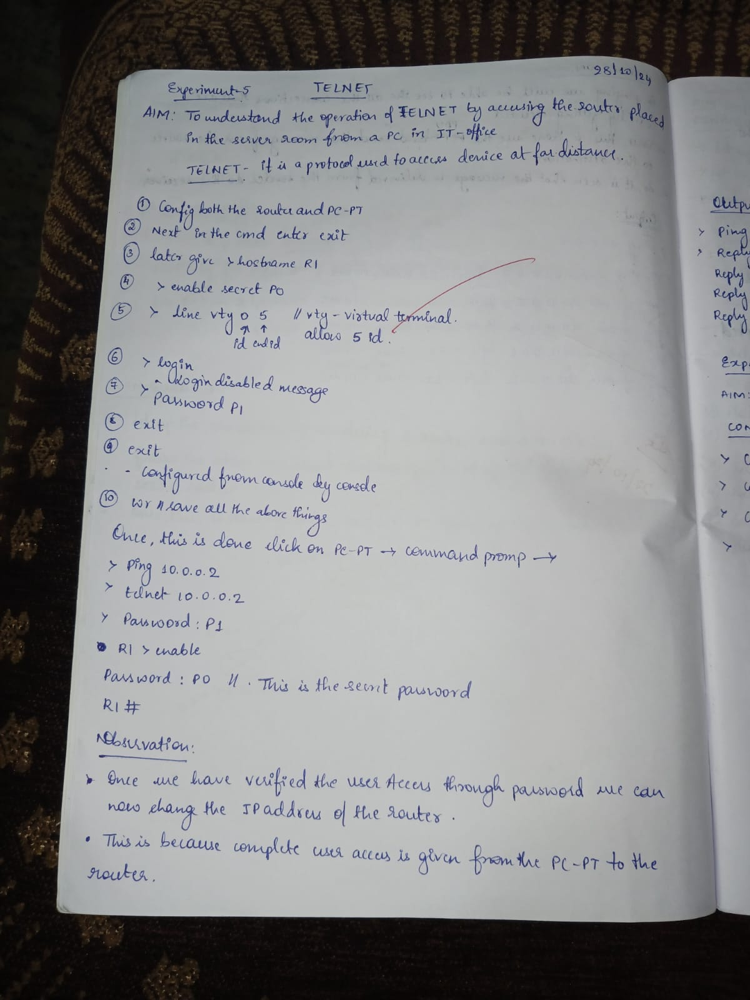 28/10/24
Experiment-5 TELNET
AIM: To understand the operation of TELNET by accessing the router placed
in the server room from a PC in IT-office
TELNET - it is a protocol used to access device at far distance.
① Config both the router and PC-PT
② Next in the cmd enter exit
③ later give > hostname R1
④ > enable secret P0
⑤ > line vty 0 5 // vty - virtual terminal.
id end id allow 5 id.
⑥ > login
- Login disabled message
⑦ > password P1
⑧ exit
⑨ exit
- Configured from console by console
⑩ wr // save all the above things
Once, this is done click on PC-PT → command promp →
> Ping 10.0.0.2
> telnet 10.0.0.2
> Password: P1
• R1 > enable
Password: P0 // . This is the secret password
R1 #
Observation:
• Once we have verified the user Access through password we can
now change the IP address of the router.
• This is because complete user access is given from the PC-PT to the
router.
Outpu
> Ping
> Reply
Reply
Reply
Reply
Exp
AIM:
CON